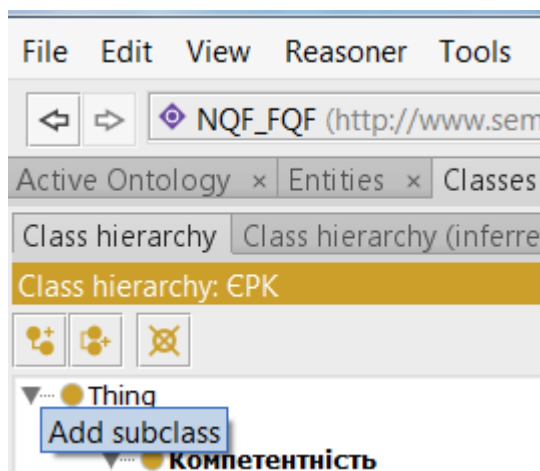 File Edit View Reasoner Tools
NQF_FQF (http://www.sem
Active Ontology × Entities × Classes
Class hierarchy Class hierarchy (inferre
Class hierarchy: ЄРК
Thing
Add subclass
Компетентність